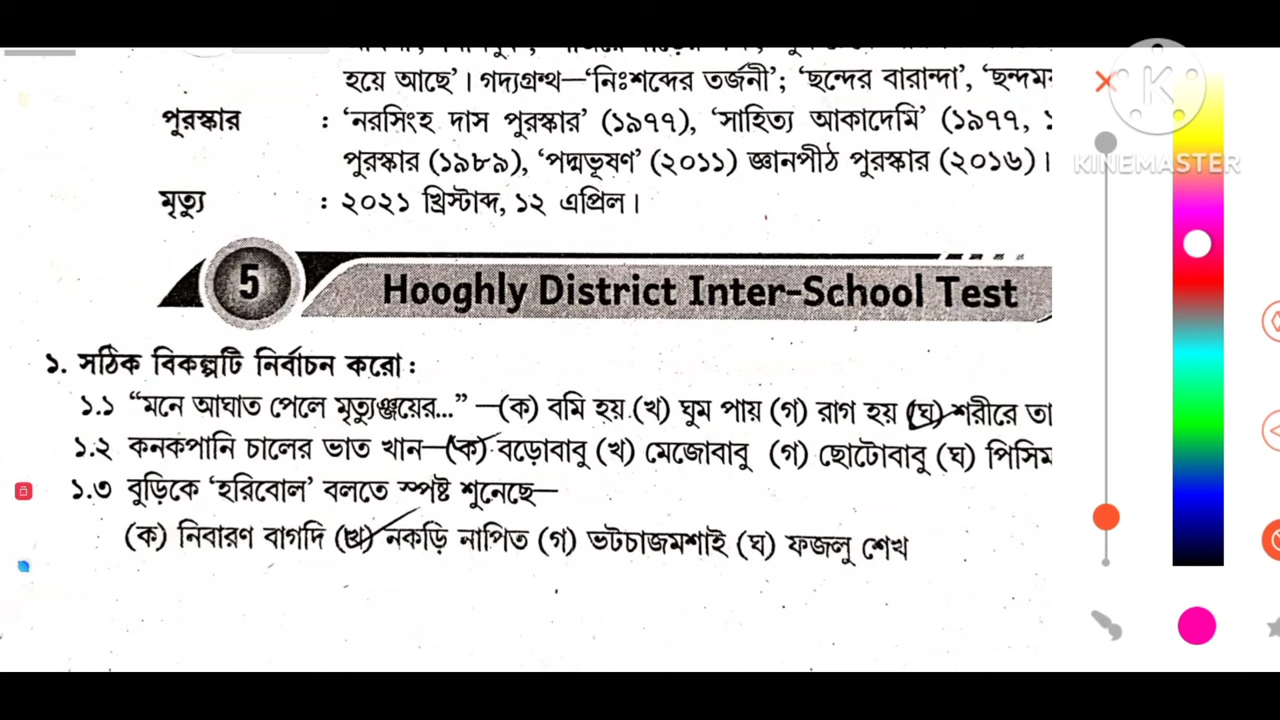 হয়ে আছে'। গদ্যগ্রন্থ—'নিঃশব্দের তর্জনী'; 'ছন্দের বারান্দা',
পুরস্কার : 'নরসিংহ দাস পুরস্কার' (১৯৭৭), 'সাহিত্য আকাদেমি' (১৯৭৭,
পুরস্কার (১৯৮৯), 'পদ্মভূষণ' (২০১১) জ্ঞানপীঠ পুরস্কার (২০১৬)।
মৃত্যু : ২০২১ খ্রিস্টাব্দ, ১২ এপ্রিল।
5 Hooghly District Inter-School Test
১. সঠিক বিকল্পটি নির্বাচন করো:
১.১ "মনে আঘাত পেলে মৃত্যুঞ্জয়ের..." —(ক) বমি হয় (খ) ঘুম পায় (গ) রাগ হয় (ঘ) শরীরে তা
১.২ কনকপানি চালের ভাত খান—(ক) বড়োবাবু (খ) মেজোবাবু (গ) ছোটোবাবু (ঘ) পিসিম
১.৩ বুড়িকে 'হরিবোল' বলতে স্পষ্ট শুনেছে—
(ক) নিবারণ বাগদি (খ) নকড়ি নাপিত (গ) ভটচাজমশাই (ঘ) ফজলু শেখ
K
KINEMASTER